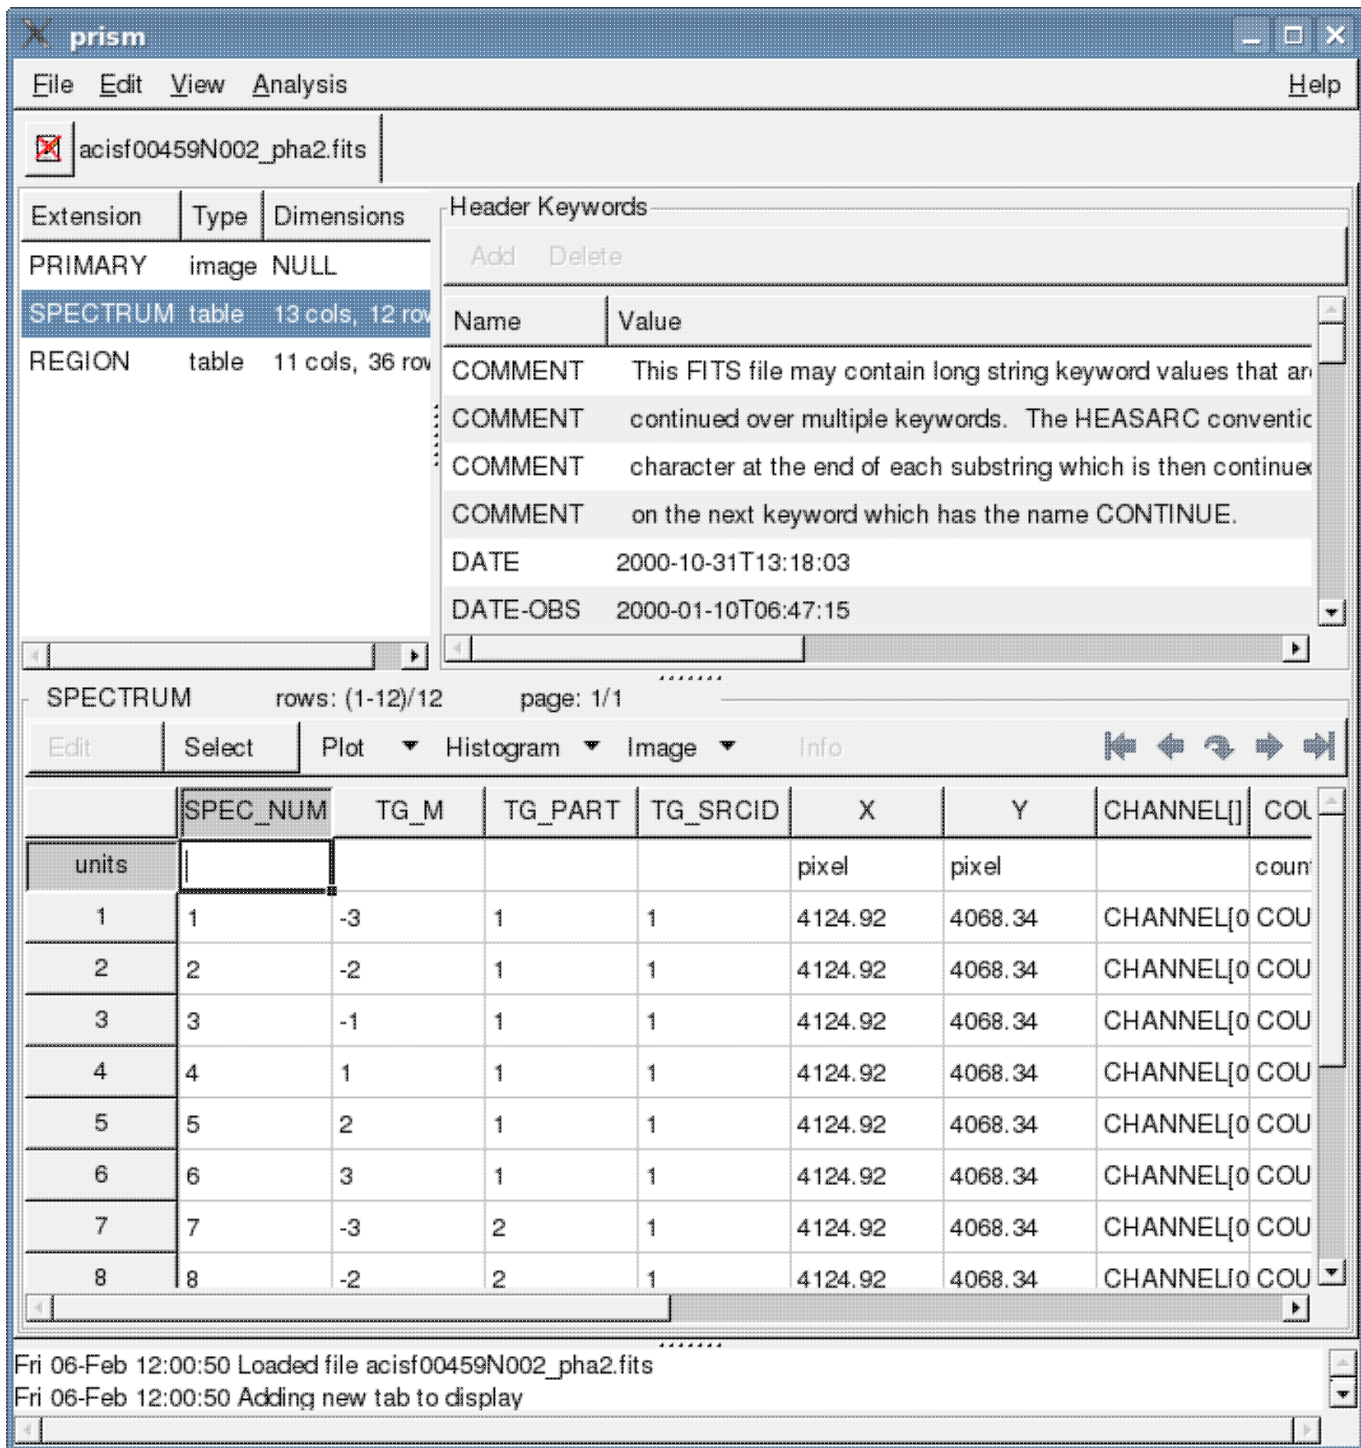 prism
File Edit View Analysis Help
acisf00459N002_pha2.fits
Extension Type Dimensions
PRIMARY image NULL
SPECTRUM table 13 cols, 12 row
REGION table 11 cols, 36 row
Header Keywords
Add Delete
Name Value
COMMENT This FITS file may contain long string keyword values that are
COMMENT continued over multiple keywords. The HEASARC conventic
COMMENT character at the end of each substring which is then continued
COMMENT on the next keyword which has the name CONTINUE.
DATE 2000-10-31T13:18:03
DATE-OBS 2000-01-10T06:47:15
SPECTRUM rows: (1-12)/12 page: 1/1
Edit Select Plot Histogram Image Info
SPEC_NUM TG_M TG_PART TG_SRCID X Y CHANNEL[] COU
units pixel pixel coun
1 1 -3 1 1 4124.92 4068.34 CHANNEL[0 COU
2 2 -2 1 1 4124.92 4068.34 CHANNEL[0 COU
3 3 -1 1 1 4124.92 4068.34 CHANNEL[0 COU
4 4 1 1 1 4124.92 4068.34 CHANNEL[0 COU
5 5 2 1 1 4124.92 4068.34 CHANNEL[0 COU
6 6 3 1 1 4124.92 4068.34 CHANNEL[0 COU
7 7 -3 2 1 4124.92 4068.34 CHANNEL[0 COU
8 8 -2 2 1 4124.92 4068.34 CHANNEL[0 COU
Fri 06-Feb 12:00:50 Loaded file acisf00459N002_pha2.fits
Fri 06-Feb 12:00:50 Adding new tab to display